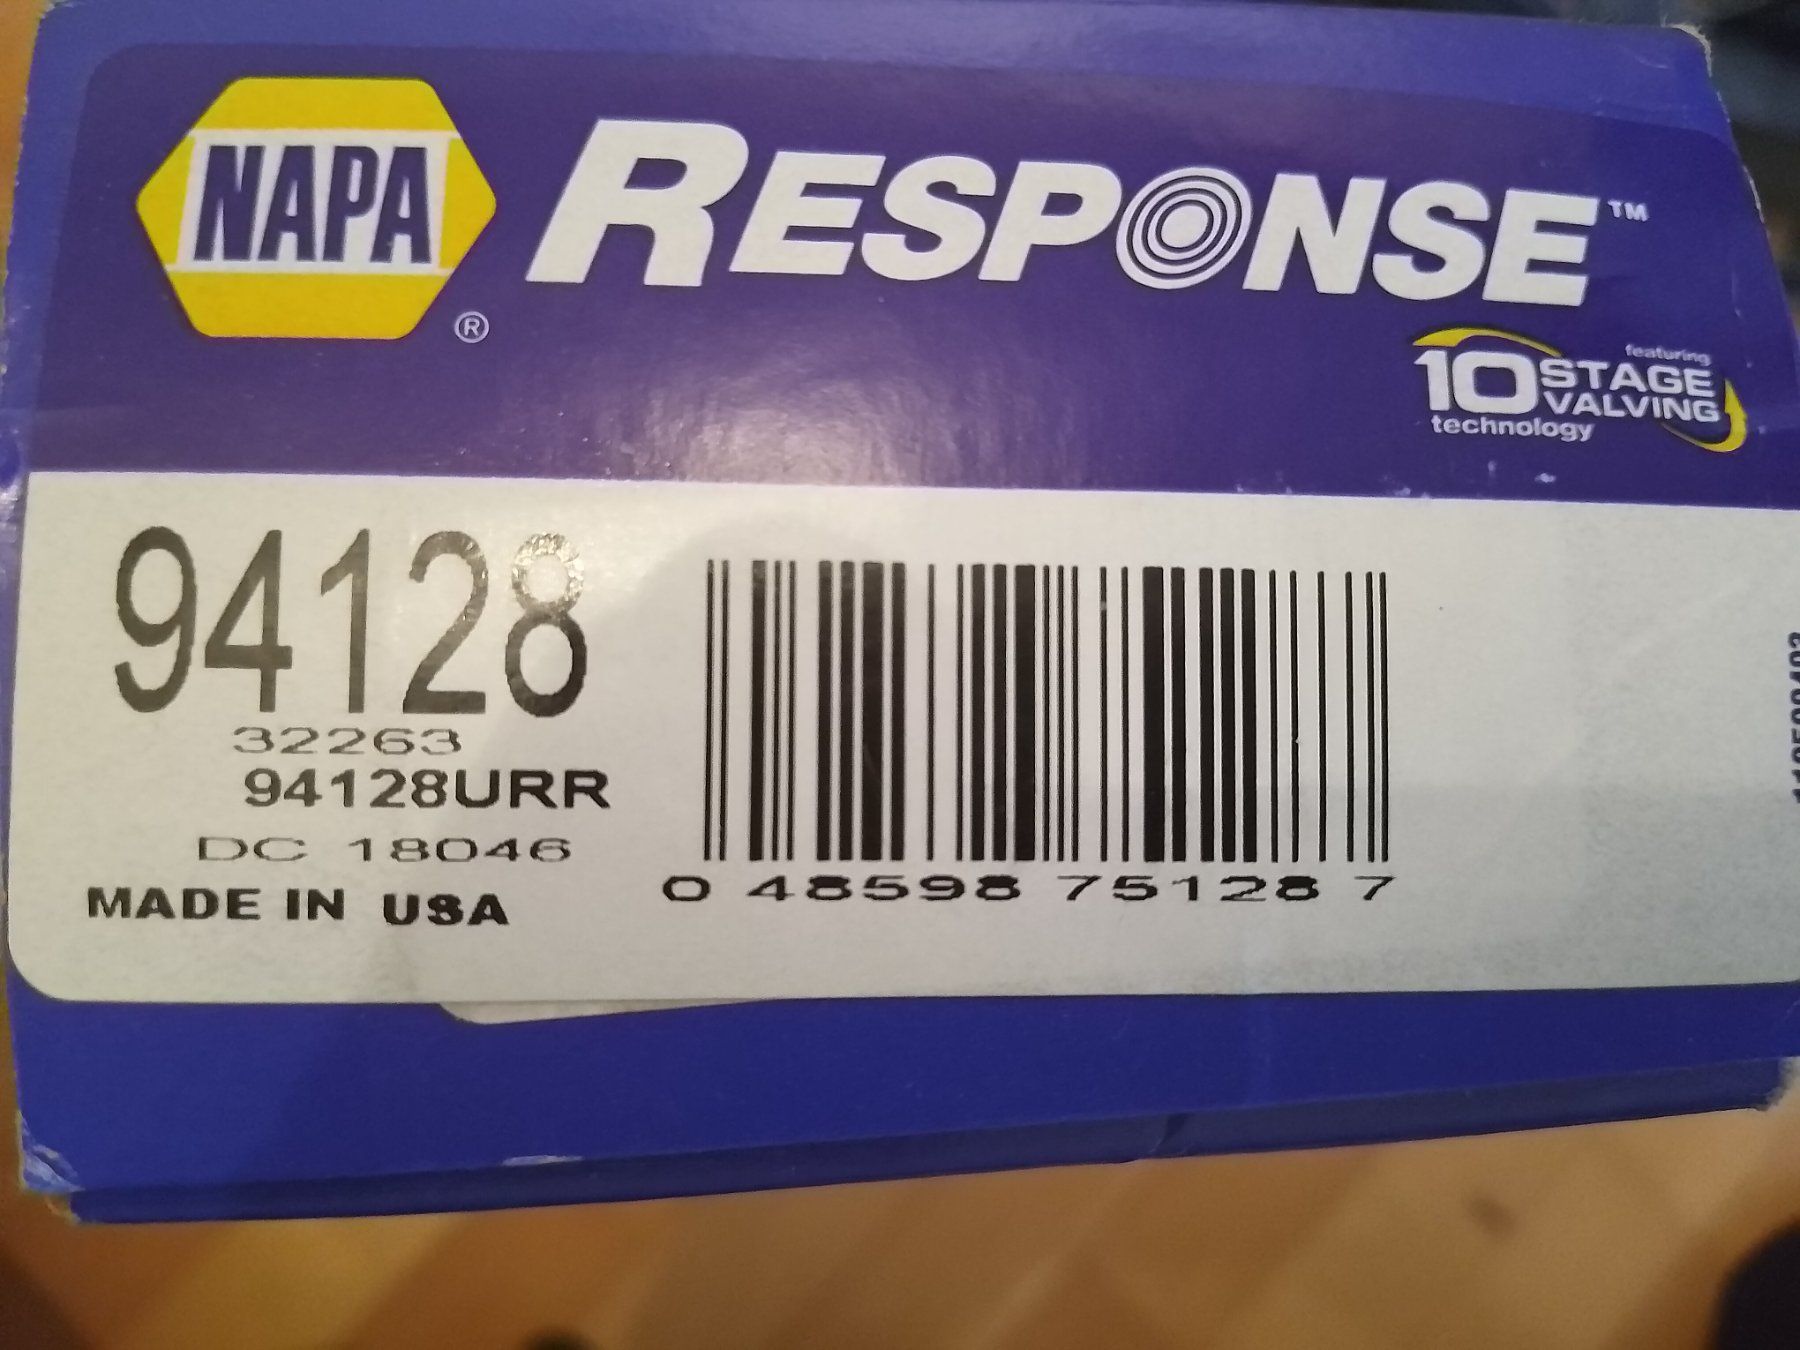 NAPA
®
RESPONSE™
featuring
10 STAGE
VALVING
technology
94128
32263
94128URR
DC 18046
MADE IN USA
0 48598 75128 7